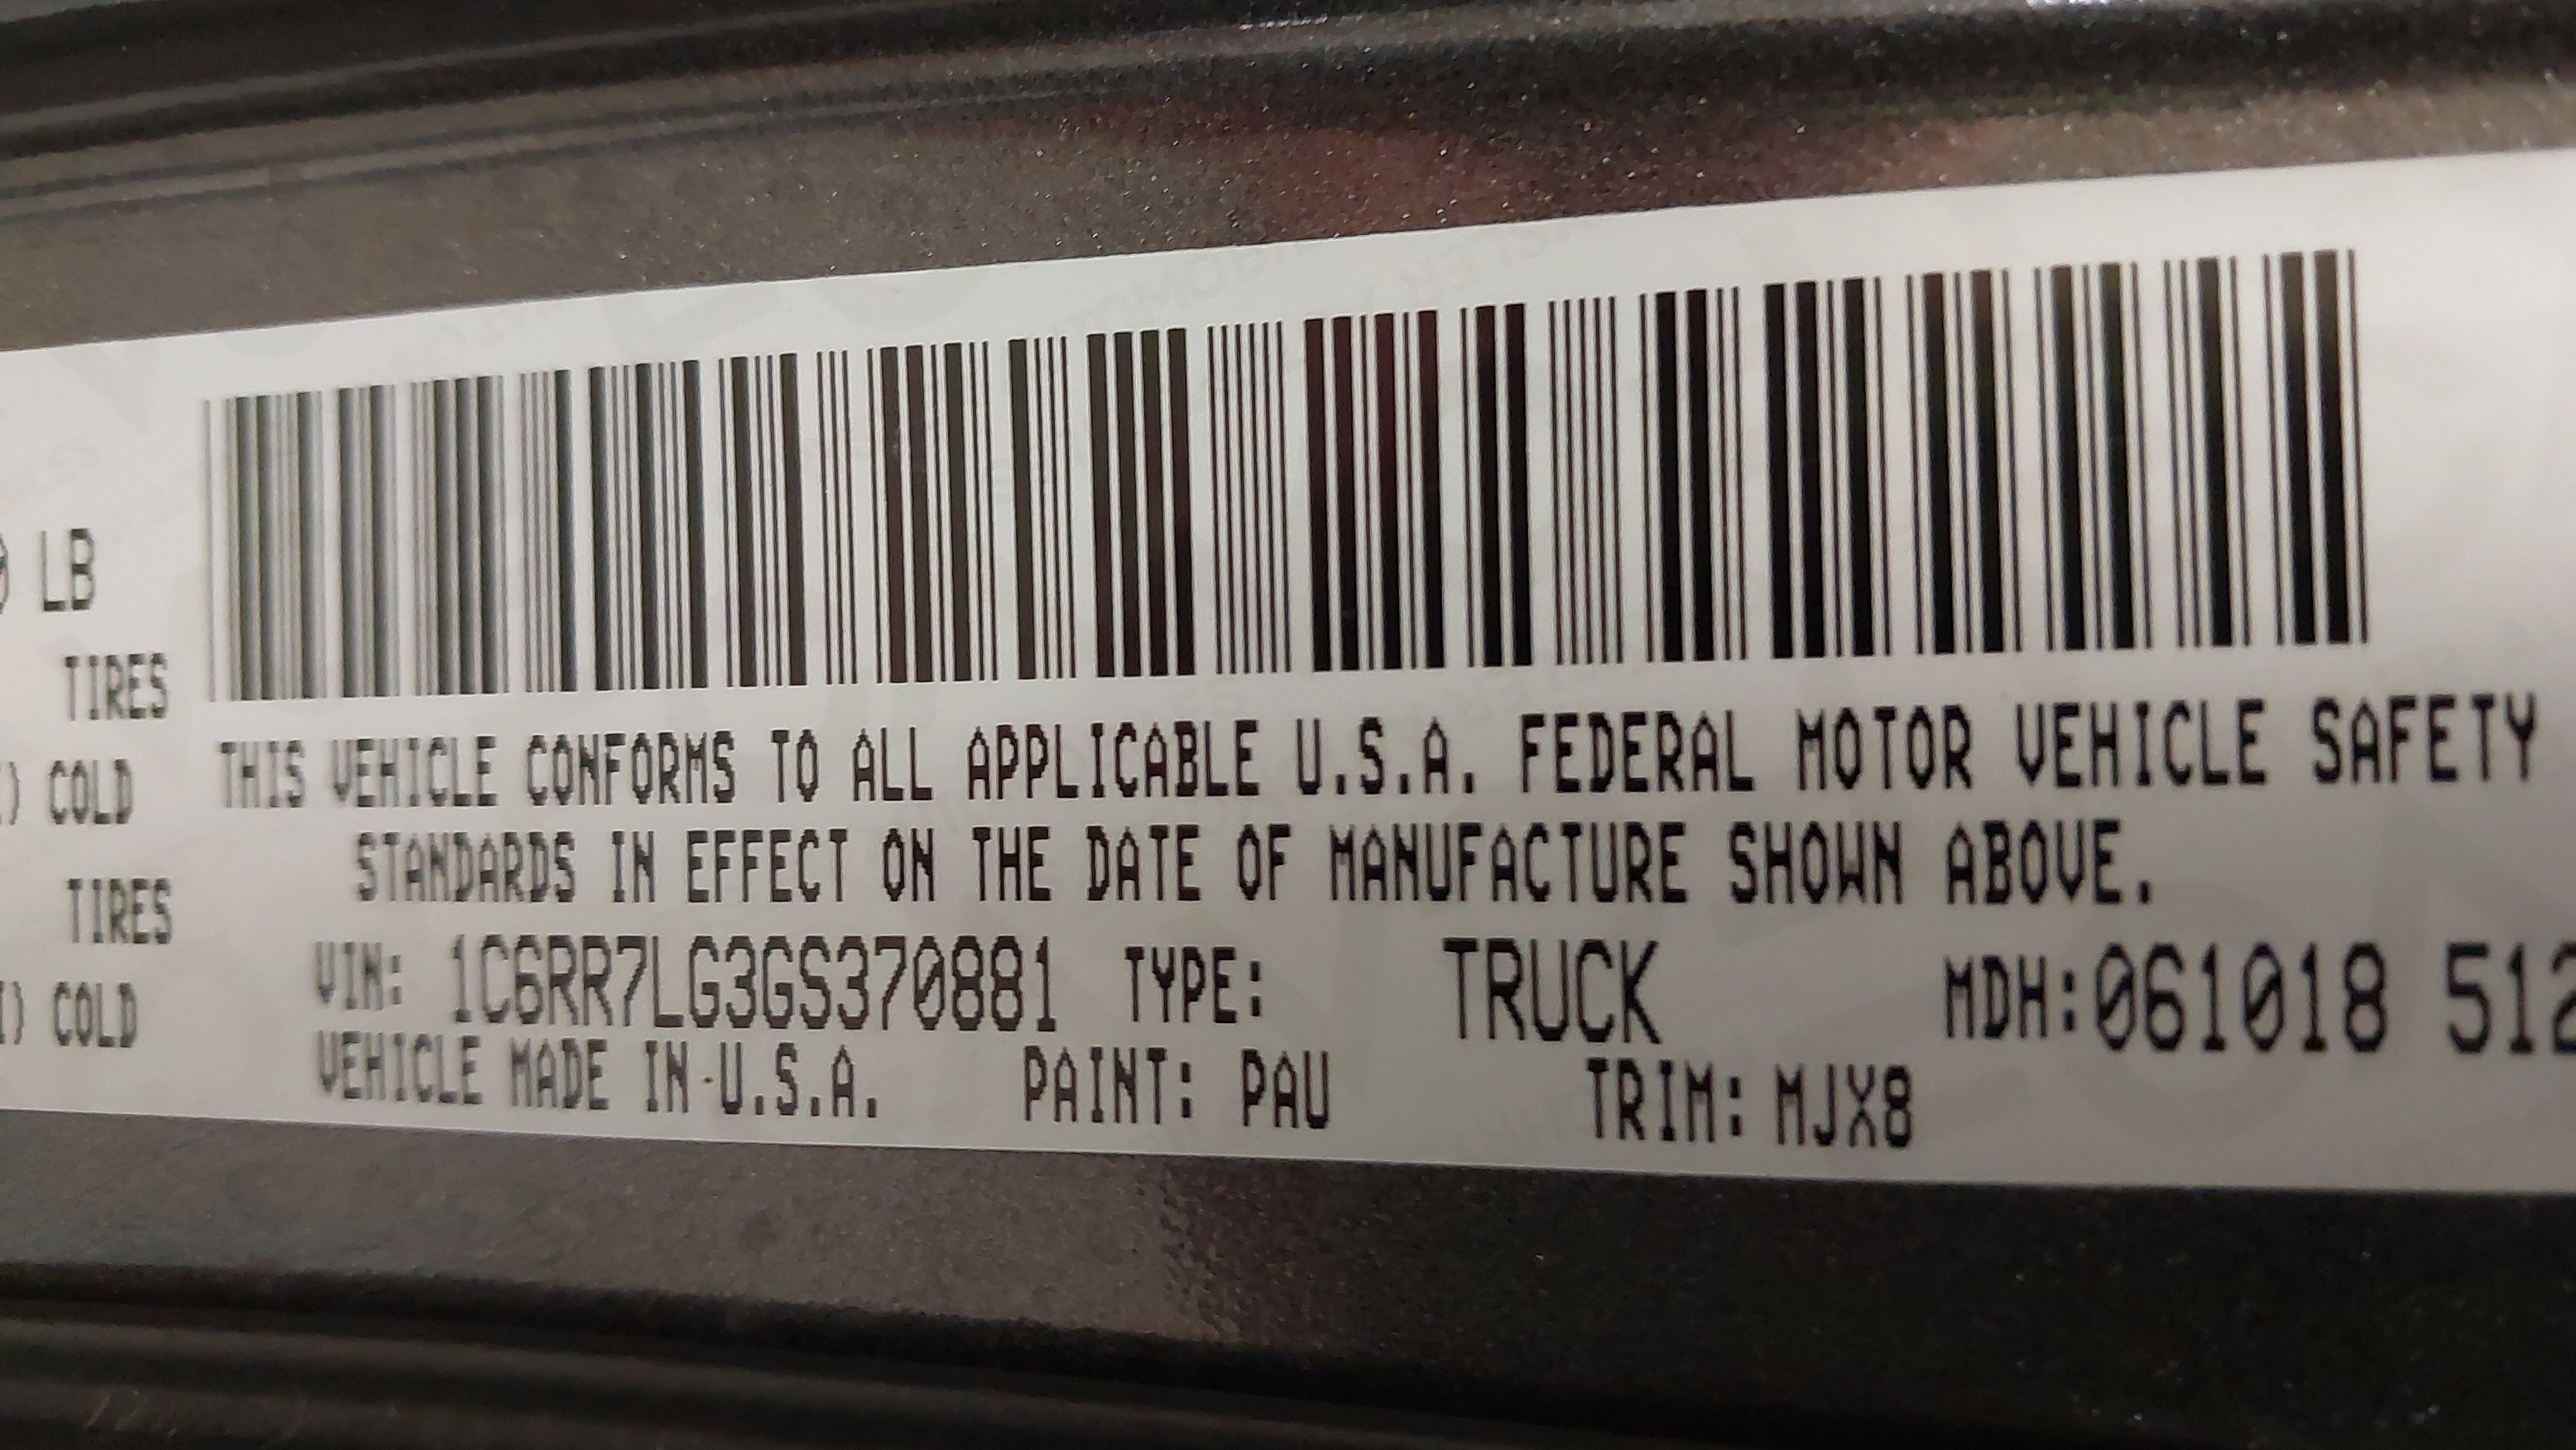 LB
TIRES
) COLD
TIRES
) COLD
THIS VEHICLE CONFORMS TO ALL APPLICABLE U.S.A. FEDERAL MOTOR VEHICLE SAFETY
STANDARDS IN EFFECT ON THE DATE OF MANUFACTURE SHOWN ABOVE.
VIN: 1C6RR7LG3GS370881 TYPE: TRUCK MDH:061018 512
VEHICLE MADE IN U.S.A. PAINT: PAU TRIM: MJX8